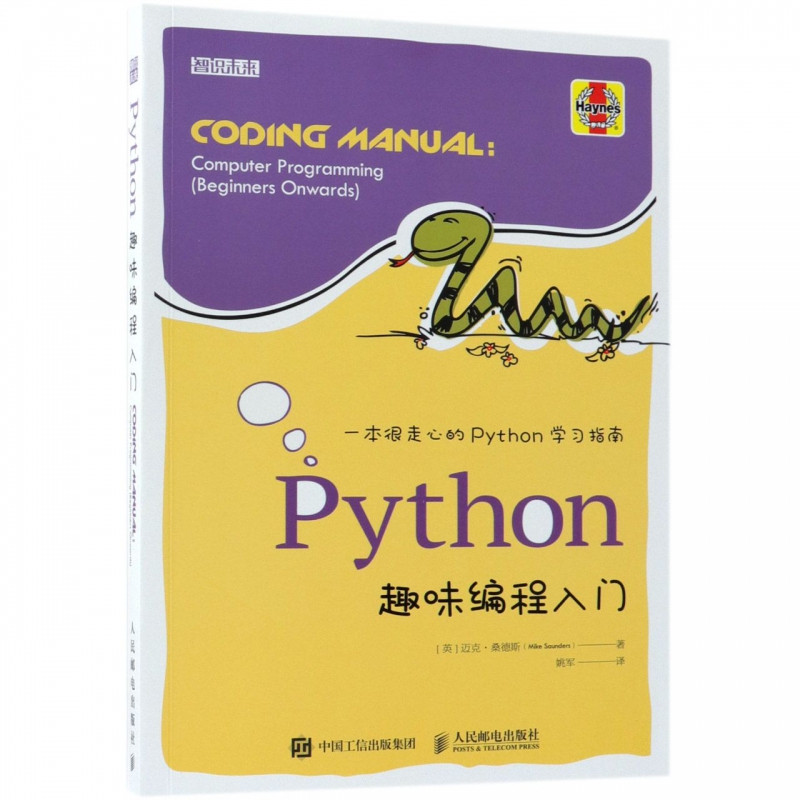 智识未来
Haynes
CODING MANUAL:
Computer Programming
(Beginners Onwards)
一本很走心的Python学习指南
Python
趣味编程入门
[英]迈克·桑德斯(Mike Saunders) 著
姚军 译
中国工信出版集团
人民邮电出版社
POSTS & TELECOM PRESS
Python 趣味编程入门 CODING MANUAL:
人民邮电出版社